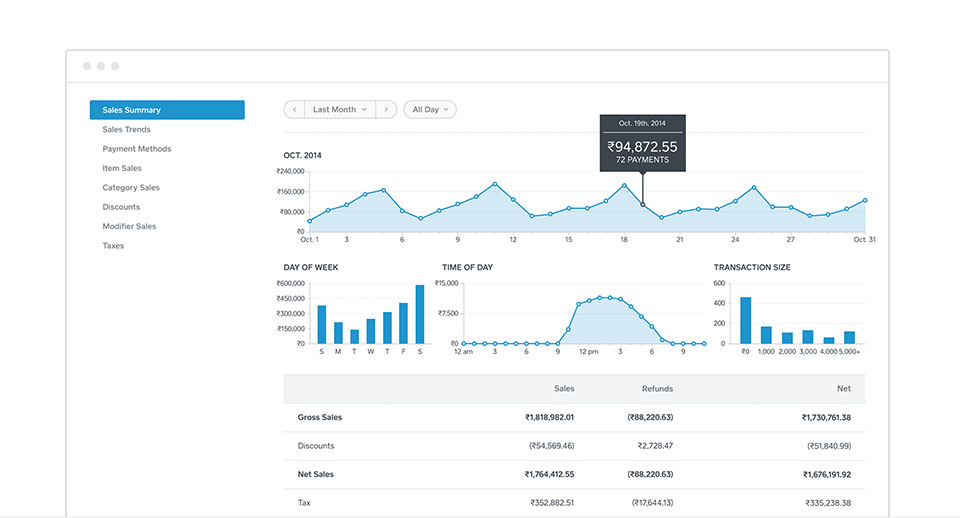 Sales Summary
Sales Trends
Payment Methods
Item Sales
Category Sales
Discounts
Modifier Sales
Taxes
Last Month
All Day
Oct. 19th, 2014
₹94,872.55
72 PAYMENTS
OCT. 2014
₹240,000
₹160,000
₹80,000
₹0
Oct. 1 3 6 9 12 15 18 21 24 27 Oct. 31
DAY OF WEEK
₹600,000
₹450,000
₹300,000
₹150,000
₹0
S M T W T F S
TIME OF DAY
₹15,000
₹7,500
₹0
12 am 3 6 9 12 pm 3 6 9
TRANSACTION SIZE
600
400
200
0
₹0 1,000 2,000 3,000 4,000 5,000+
Sales Refunds Net
Gross Sales ₹1,818,982.01 (₹88,220.63) ₹1,730,761.38
Discounts (₹54,569.46) ₹2,728.47 (₹51,840.99)
Net Sales ₹1,764,412.55 (₹88,220.63) ₹1,676,191.92
Tax ₹352,882.51 (₹17,644.13) ₹335,238.38